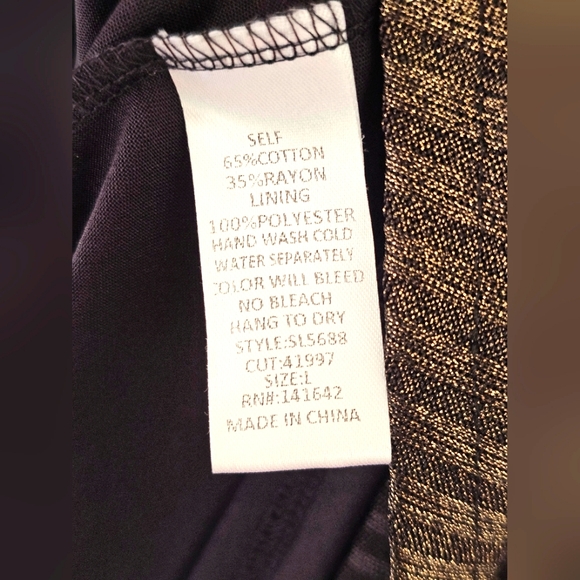 SELF
65%COTTON
35%RAYON
LINING
100%POLYESTER
HAND WASH COLD
WATER SEPARATELY
COLOR WILL BLEED
NO BLEACH
HANG TO DRY
STYLE:SL5688
CUT:41997
SIZE:L
RN#:141642
MADE IN CHINA